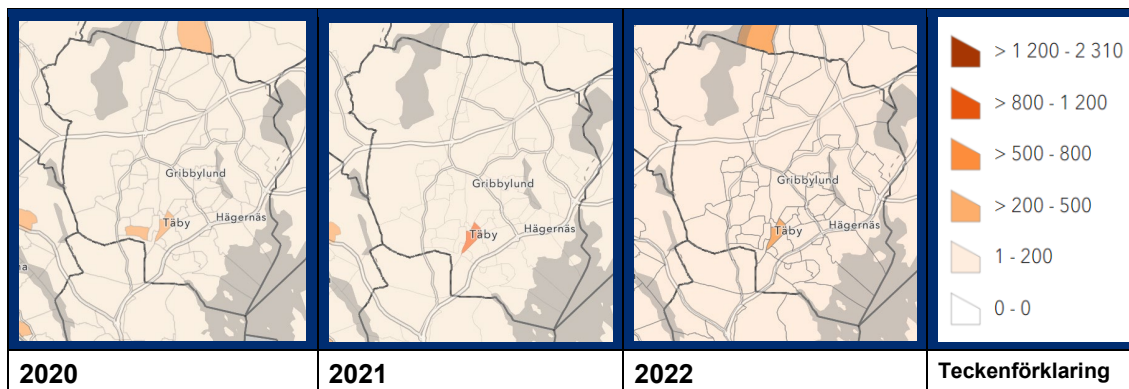 Gribbylund
Täby
Hägernäs
Gribbylund
Täby
Hägernäs
Gribbylund
Täby
Hägernäs
> 1 200 - 2 310
> 800 - 1 200
> 500 - 800
> 200 - 500
1 - 200
0 - 0
2020
2021
2022
Teckenförklaring